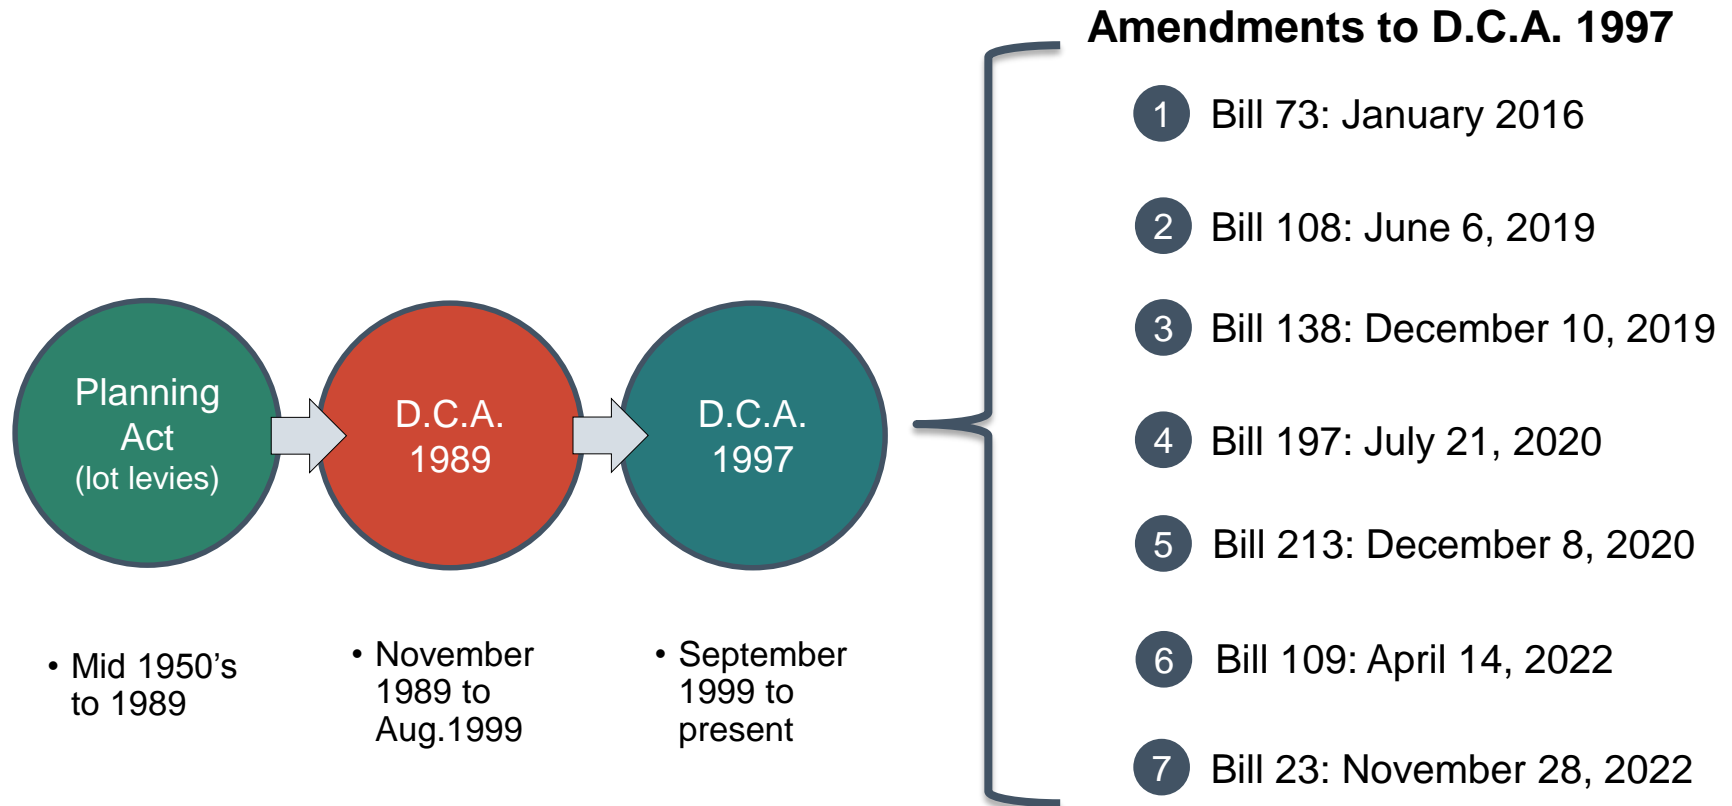 Amendments to D.C.A. 1997
1 Bill 73: January 2016
2 Bill 108: June 6, 2019
3 Bill 138: December 10, 2019
4 Bill 197: July 21, 2020
5 Bill 213: December 8, 2020
6 Bill 109: April 14, 2022
7 Bill 23: November 28, 2022
Planning
Act
(lot levies)
D.C.A.
1989
D.C.A.
1997
• Mid 1950’s
to 1989
• November
1989 to
Aug.1999
• September
1999 to
present